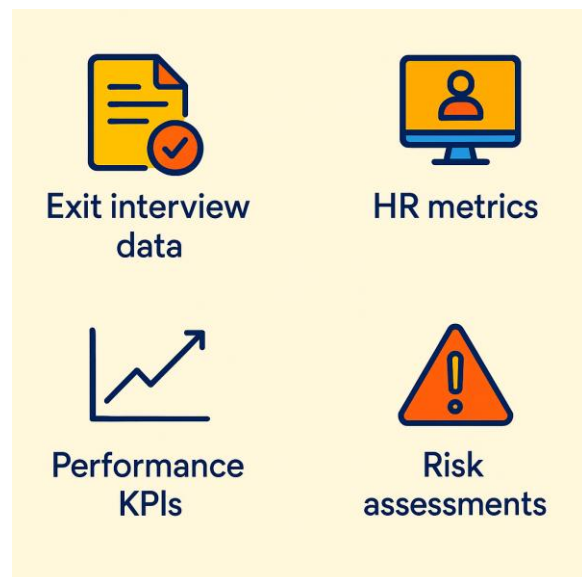 Exit interview
data
HR metrics
Performance
KPIs
Risk
assessments